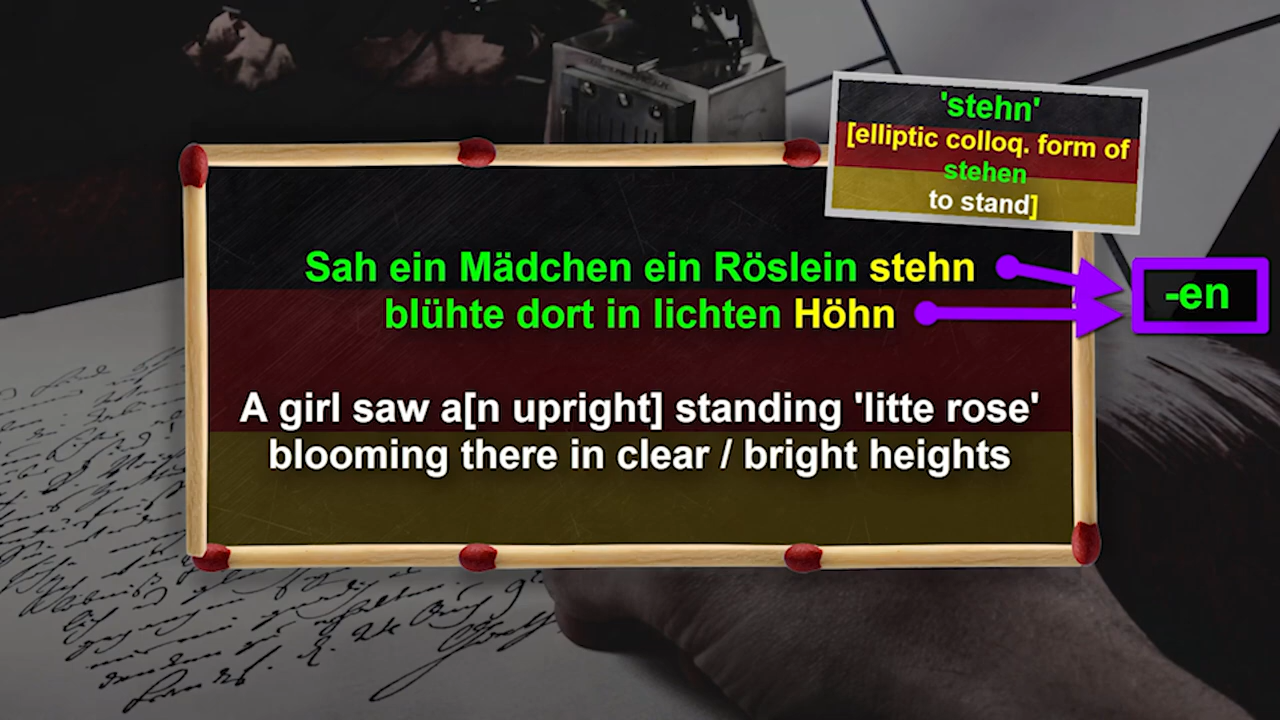 'stehn'
[elliptic colloq. form of
stehen
to stand]
Sah ein Mädchen ein Röslein stehn
blühte dort in lichten Höhn
-en
A girl saw a[n upright] standing 'litte rose'
blooming there in clear / bright heights